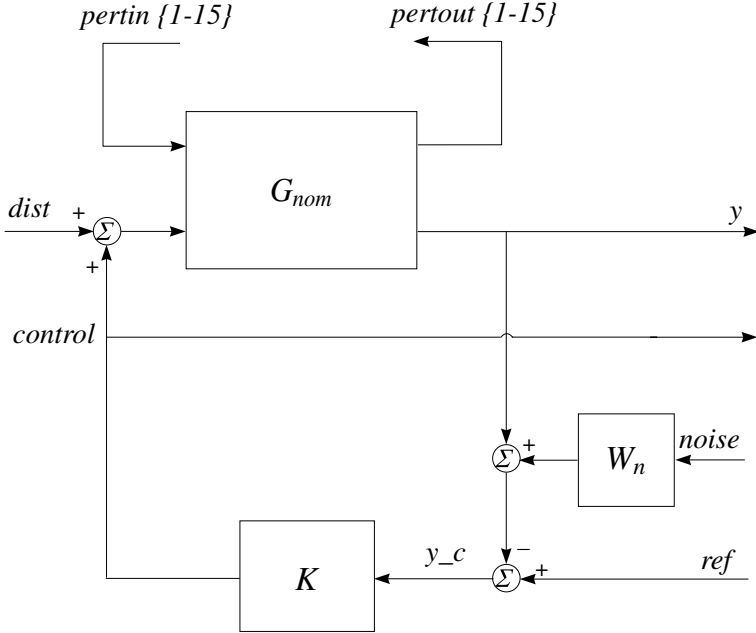 pertin {1-15}
pertout {1-15}
G_nom
dist
+
Σ
+
y
control
Σ
+
W_n
noise
K
y_c
−
Σ
+
ref